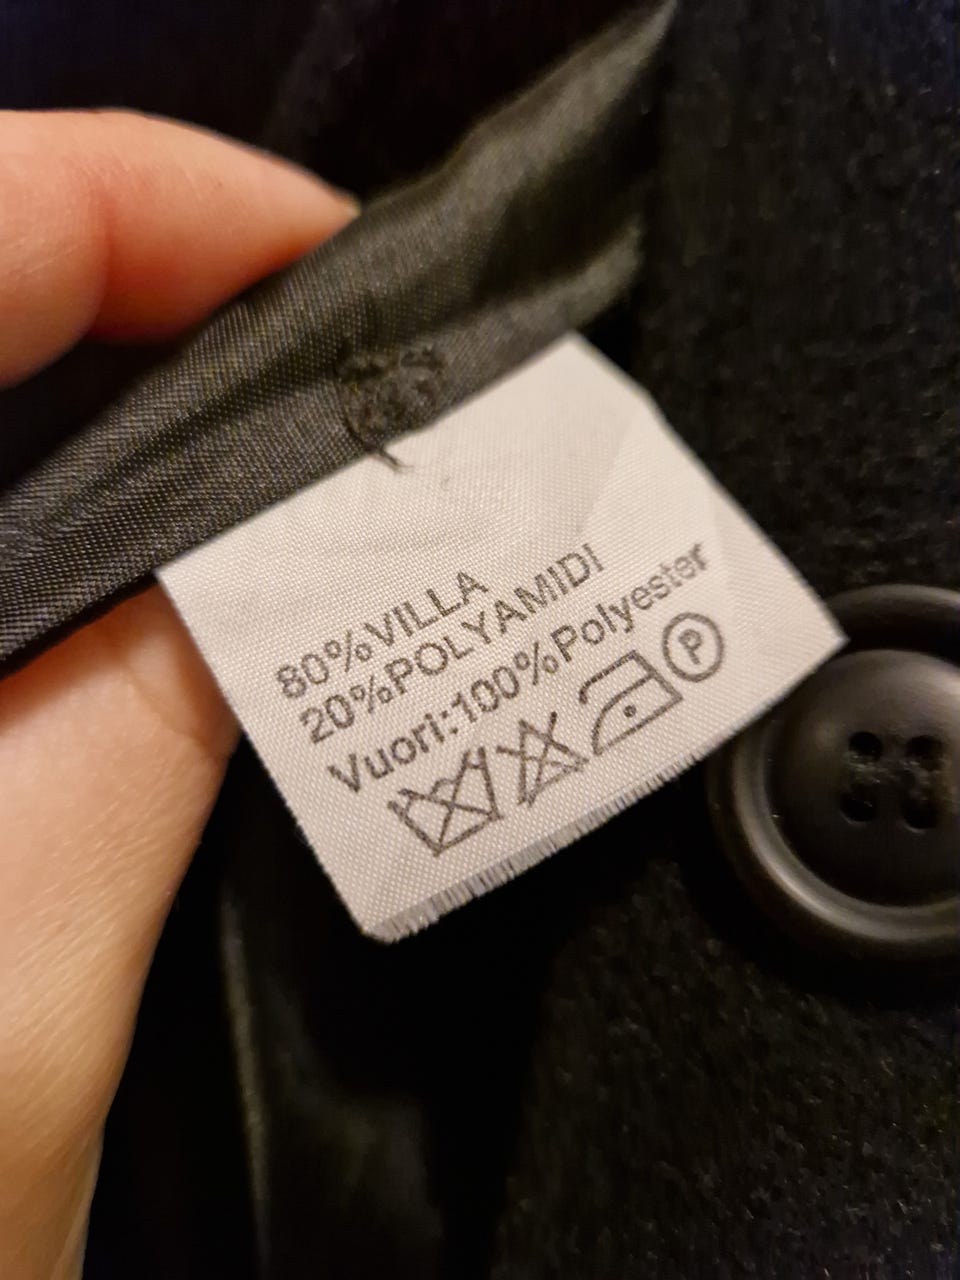 80%VILLA
20%POLYAMIDI
Vuori:100%Polyester
P